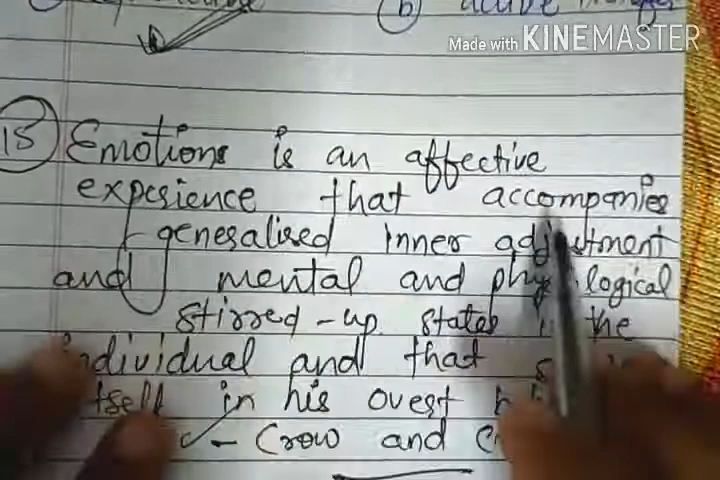 b) active
Made with KINEMASTER
15 Emotions is an affective
experience that accompanies
generalised inner adjustment
and mental and physiological
stirred-up states in the
individual and that
itself in his overt
- Crow and